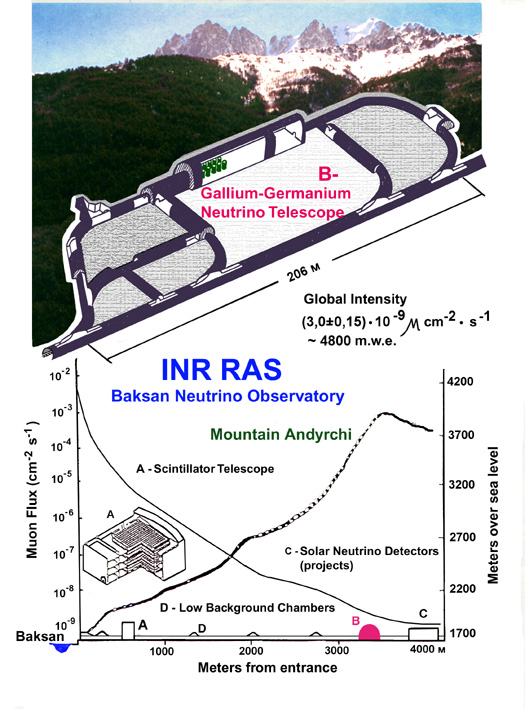 B-
Gallium-Germanium
Neutrino Telescope
206 м
Global Intensity
(3,0±0,15)·10⁻⁹ μ cm⁻² · s⁻¹
~ 4800 m.w.e.
INR RAS
Baksan Neutrino Observatory
Mountain Andyrchi
A - Scintillator Telescope
A
C - Solar Neutrino Detectors
(projects)
D - Low Background Chambers
Muon Flux (cm⁻² s⁻¹)
10⁻²
10⁻³
10⁻⁴
10⁻⁵
10⁻⁶
10⁻⁷
10⁻⁸
10⁻⁹
4200
3700
3200
2700
2200
1700
Meters over sea level
Baksan
A
D
B
C
1000
2000
3000
4000 м
Meters from entrance